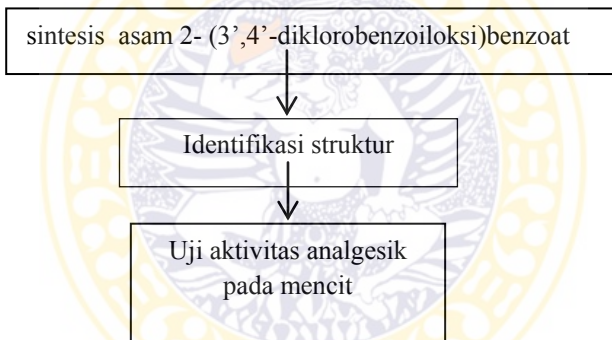 sintesis asam 2- (3’,4’-diklorobenzoiloksi)benzoat
Identifikasi struktur
Uji aktivitas analgesik
pada mencit